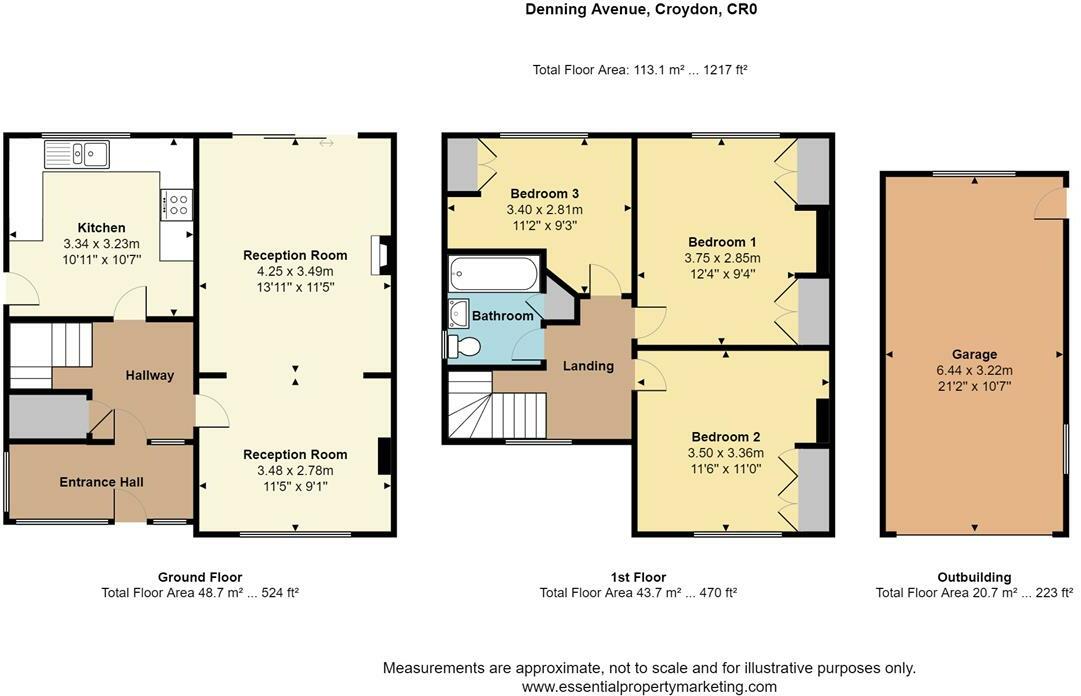 Denning Avenue, Croydon, CR0
Total Floor Area: 113.1 m² ... 1217 ft²
Kitchen
3.34 x 3.23m
10'11" x 10'7"
Reception Room
4.25 x 3.49m
13'11" x 11'5"
Hallway
Entrance Hall
Reception Room
3.48 x 2.78m
11'5" x 9'1"
Ground Floor
Total Floor Area 48.7 m² ... 524 ft²
Bedroom 3
3.40 x 2.81m
11'2" x 9'3"
Bedroom 1
3.75 x 2.85m
12'4" x 9'4"
Bathroom
Landing
Bedroom 2
3.50 x 3.36m
11'6" x 11'0"
1st Floor
Total Floor Area 43.7 m² ... 470 ft²
Garage
6.44 x 3.22m
21'2" x 10'7"
Outbuilding
Total Floor Area 20.7 m² ... 223 ft²
Measurements are approximate, not to scale and for illustrative purposes only.
www.essentialpropertymarketing.com